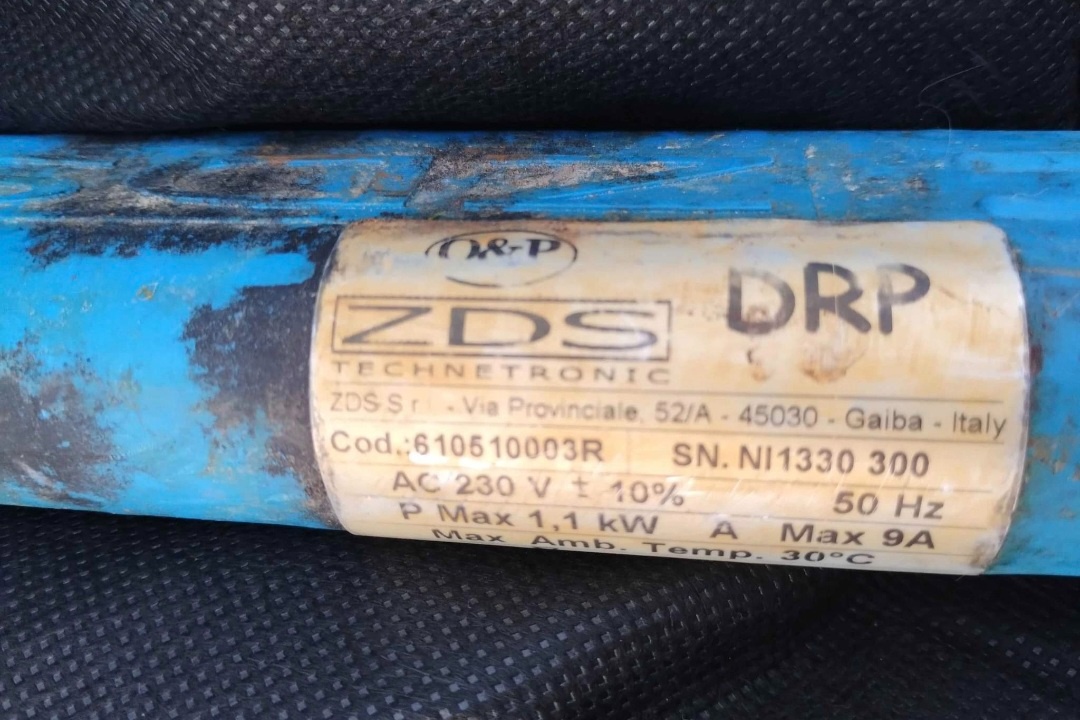 Q&P
DRP
ZDS
TECHNETRONIC
ZDS S r - Via Provinciale, 52/A - 45030 - Gaiba - Italy
Cod.:610510003R SN. NI1330 300
AC 230 V ± 10% 50 Hz
P Max 1,1 kW A Max 9A
Max. Amb. Temp. 30°C